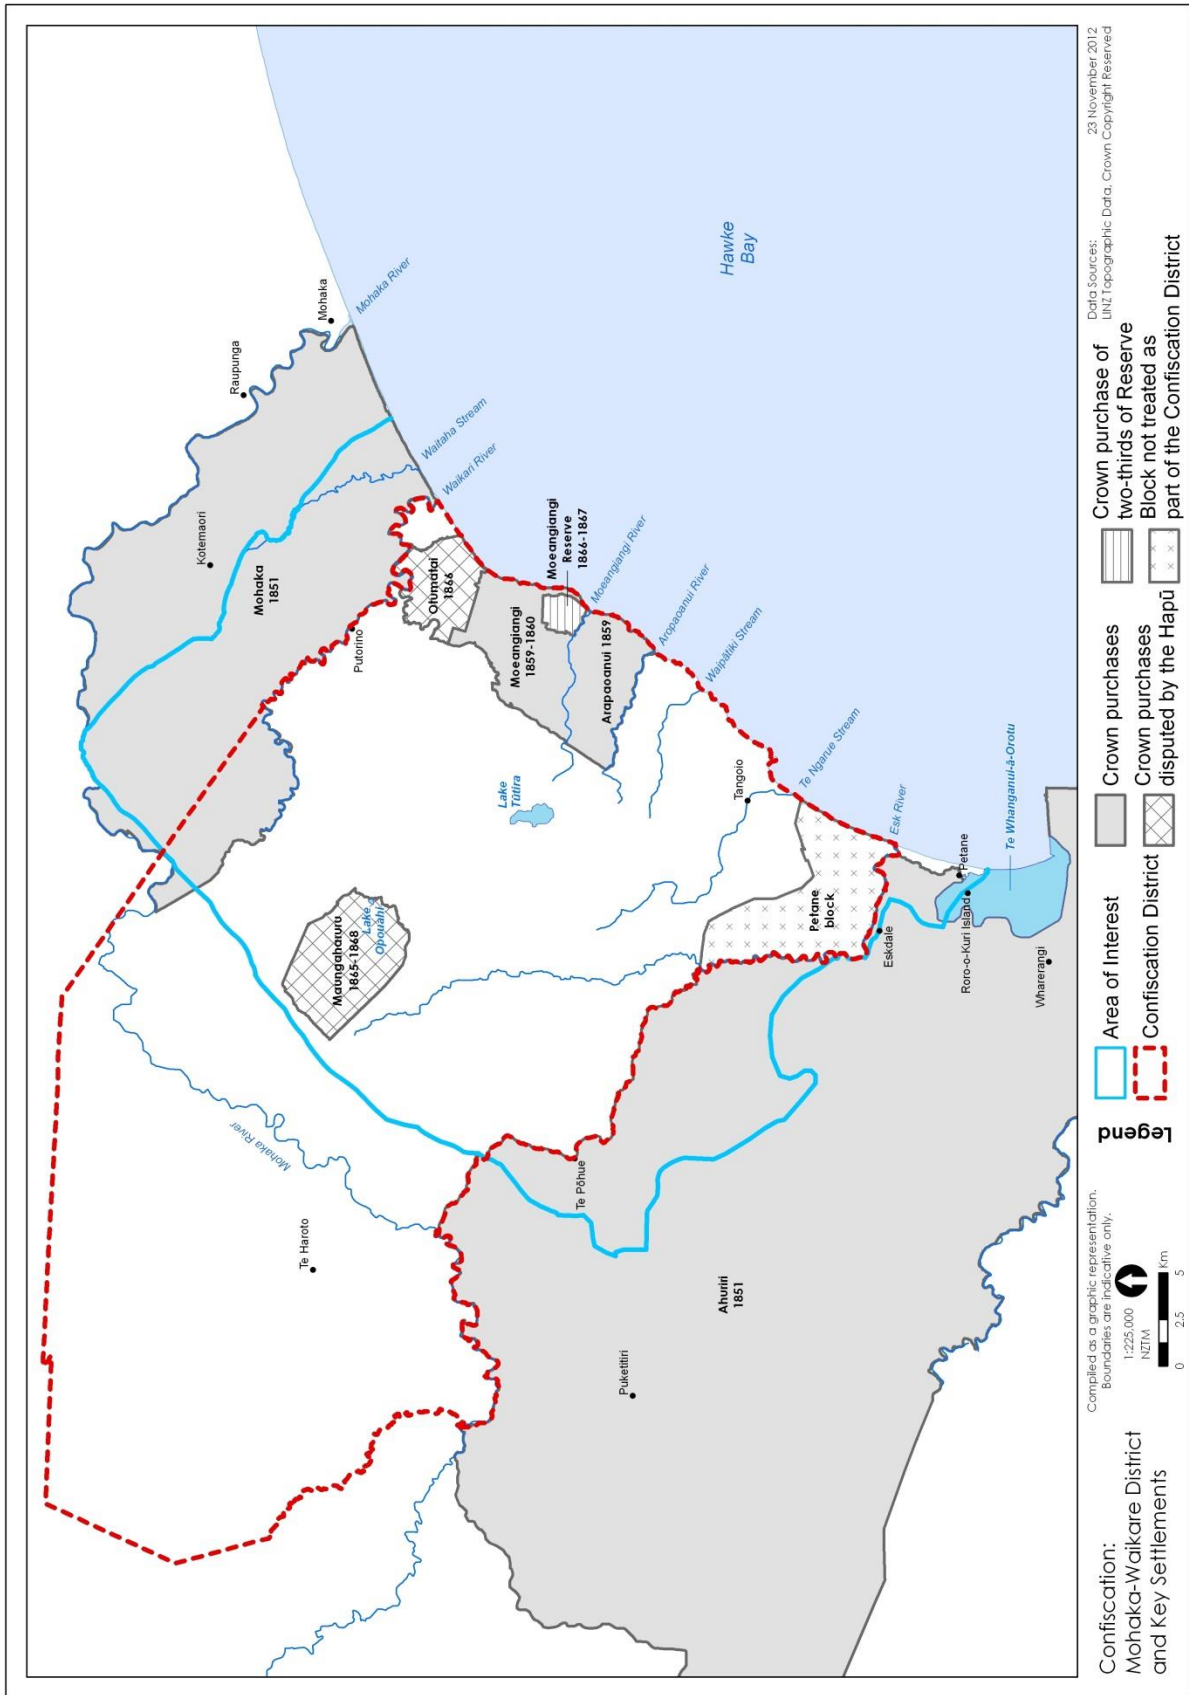 Confiscation:
Mohaka-Waikare District
and Key Settlements
Compiled as a graphic representation.
Boundaries are indicative only.
1:225,000
NZTM
0 2.5 5
Km
Legend
Area of Interest
Confiscation District
Crown purchases
Crown purchases
disputed by the Hapū
Crown purchase of
two-thirds of Reserve
Block not treated as
part of the Confiscation District
Data Sources: 23 November 2012
LINZ Topographic Data, Crown Copyright Reserved
Te Haroto
Mohaka River
Puketitiri
Ahuriri
1851
Te Pōhue
Maungaharuru
1865-1868
Lake
Opouāhi
Lake
Tūtira
Kotemaori
Mohaka
1851
Putorino
Raupunga
Mohaka
Mohaka River
Waitaha Stream
Waikari River
Otumatai
1866
Moeangiangi
1859-1860
Moeangiangi
Reserve
1866-1867
Moeangiangi River
Arapaoanui 1859
Aropaoanui River
Waipātiki Stream
Tangoio
Te Ngarue Stream
Petane
block
Esk River
Eskdale
Petane
Roro-o-Kuri Island
Te Whanganui-ā-Orotu
Wharerangi
Hawke
Bay